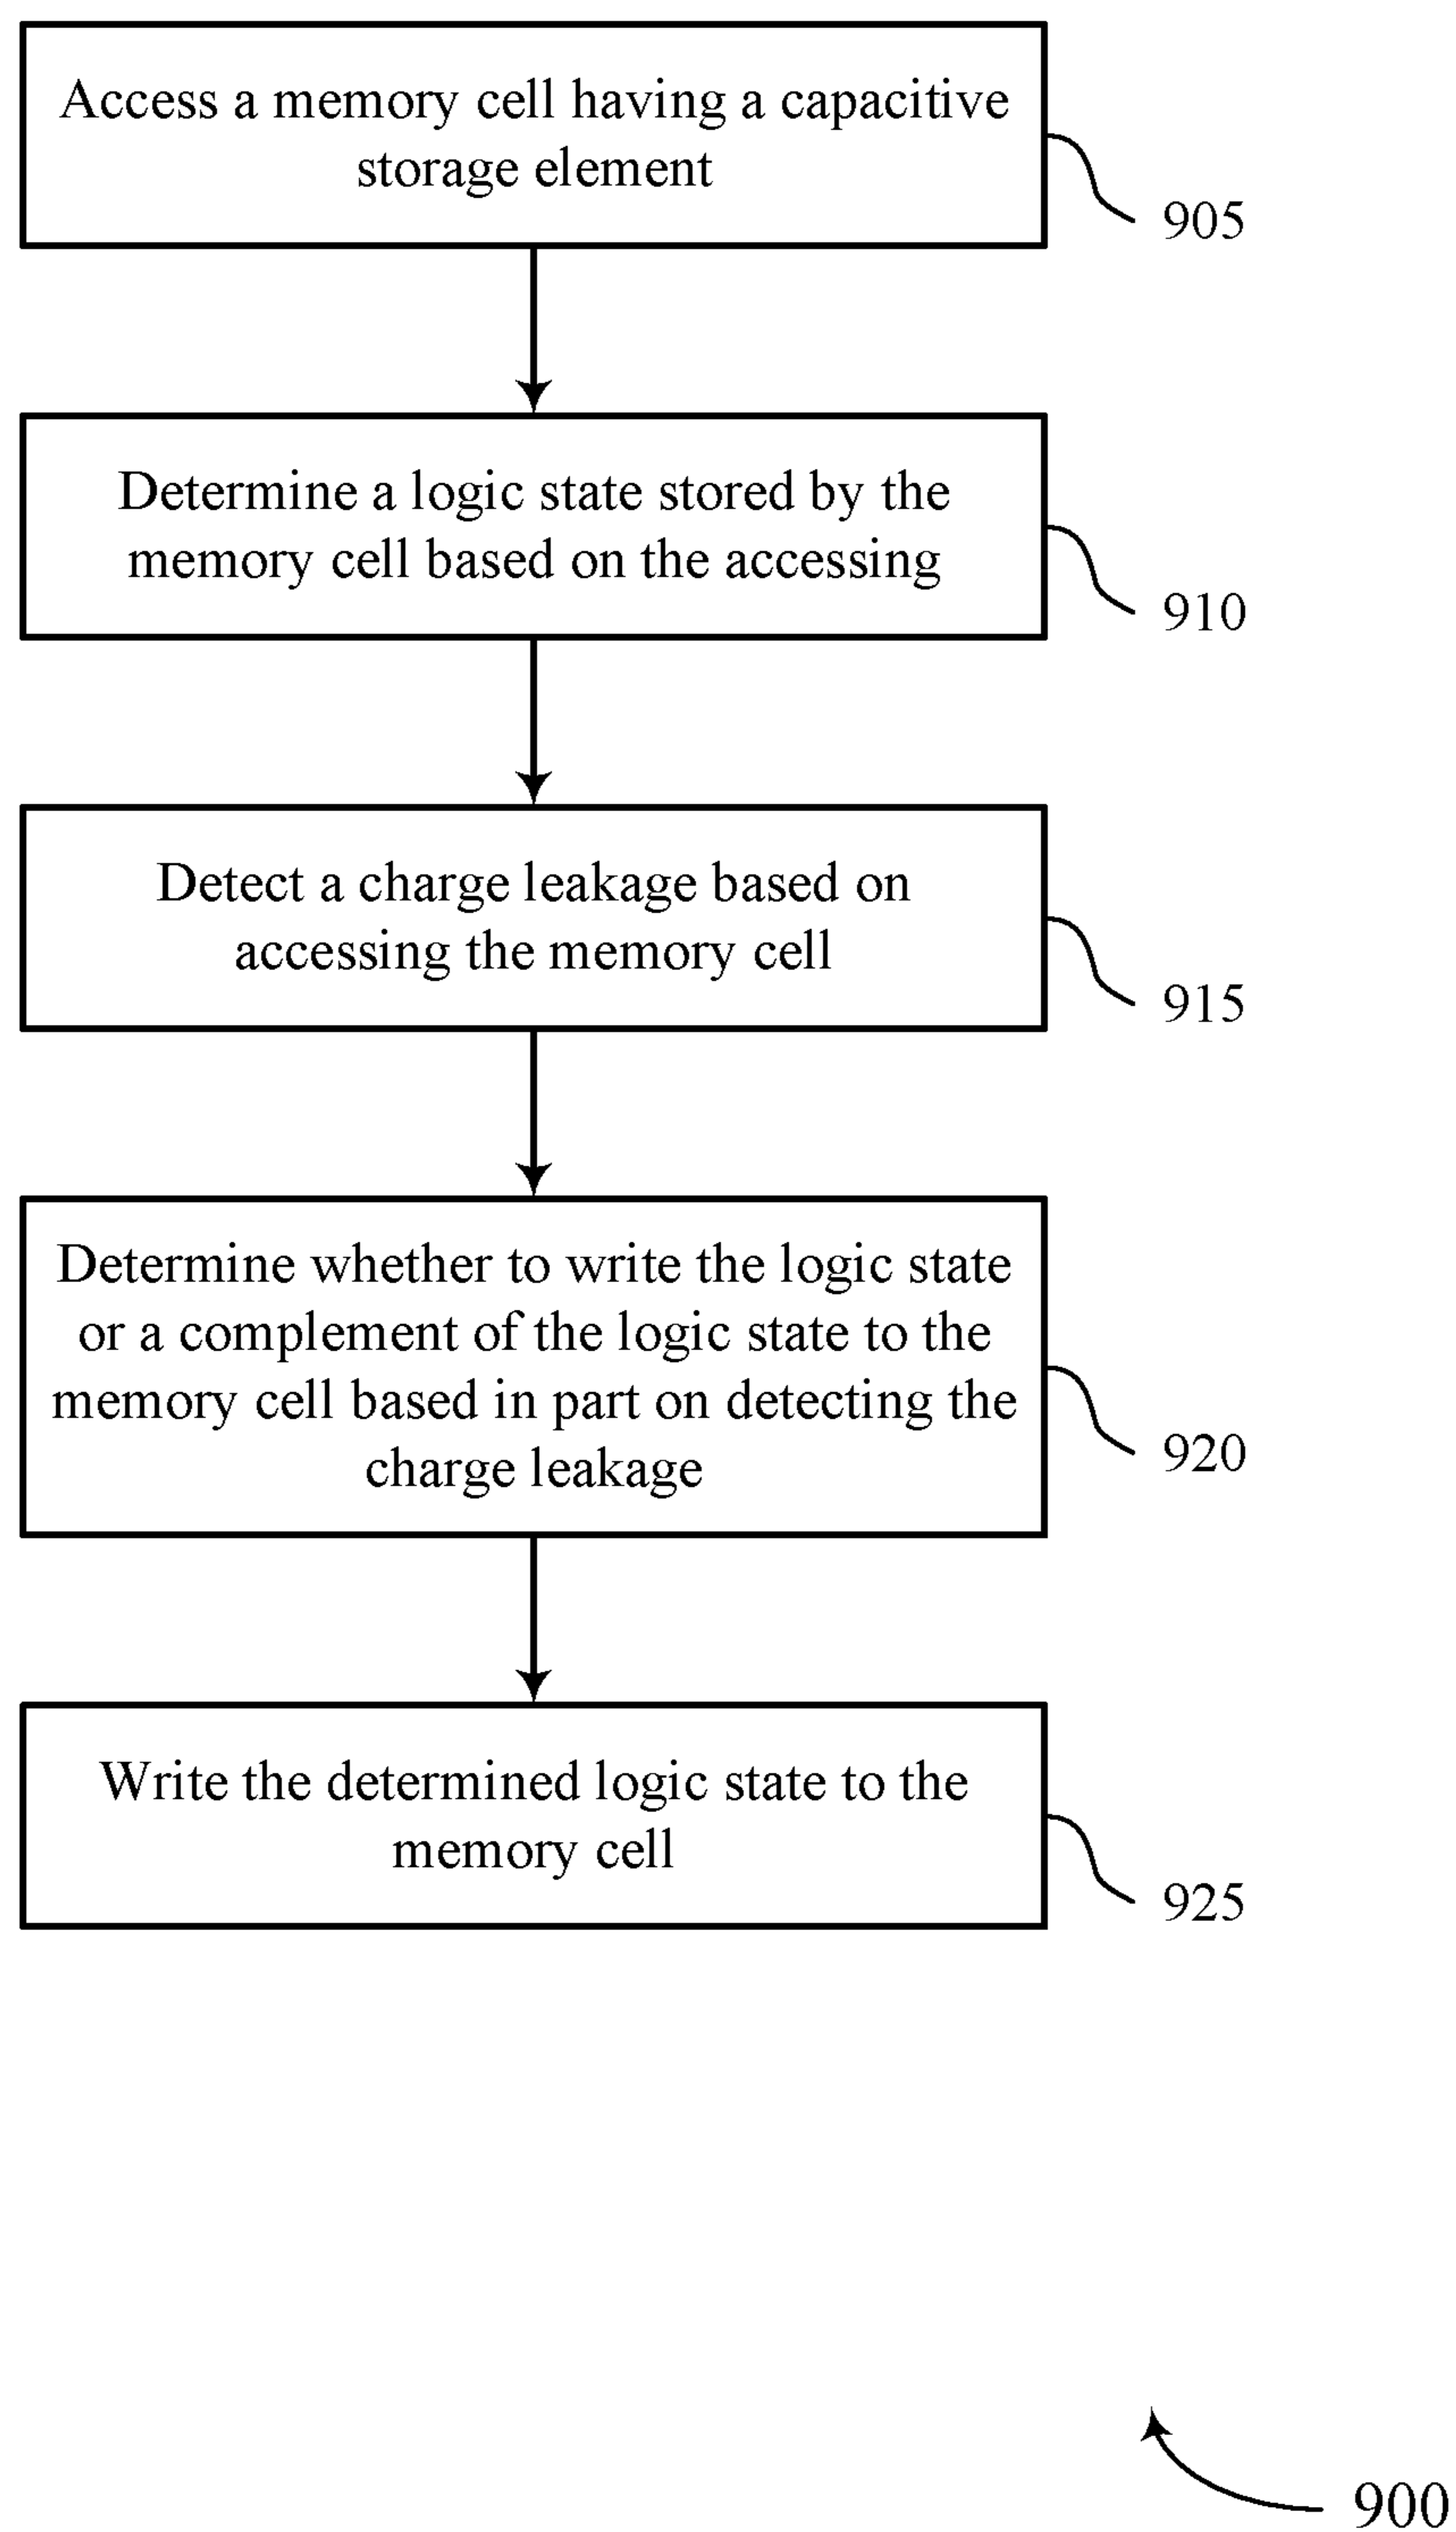 Access a memory cell having a capacitive
storage element
905
Determine a logic state stored by the
memory cell based on the accessing
910
Detect a charge leakage based on
accessing the memory cell
915
Determine whether to write the logic state
or a complement of the logic state to the
memory cell based in part on detecting the
charge leakage
920
Write the determined logic state to the
memory cell
925
900